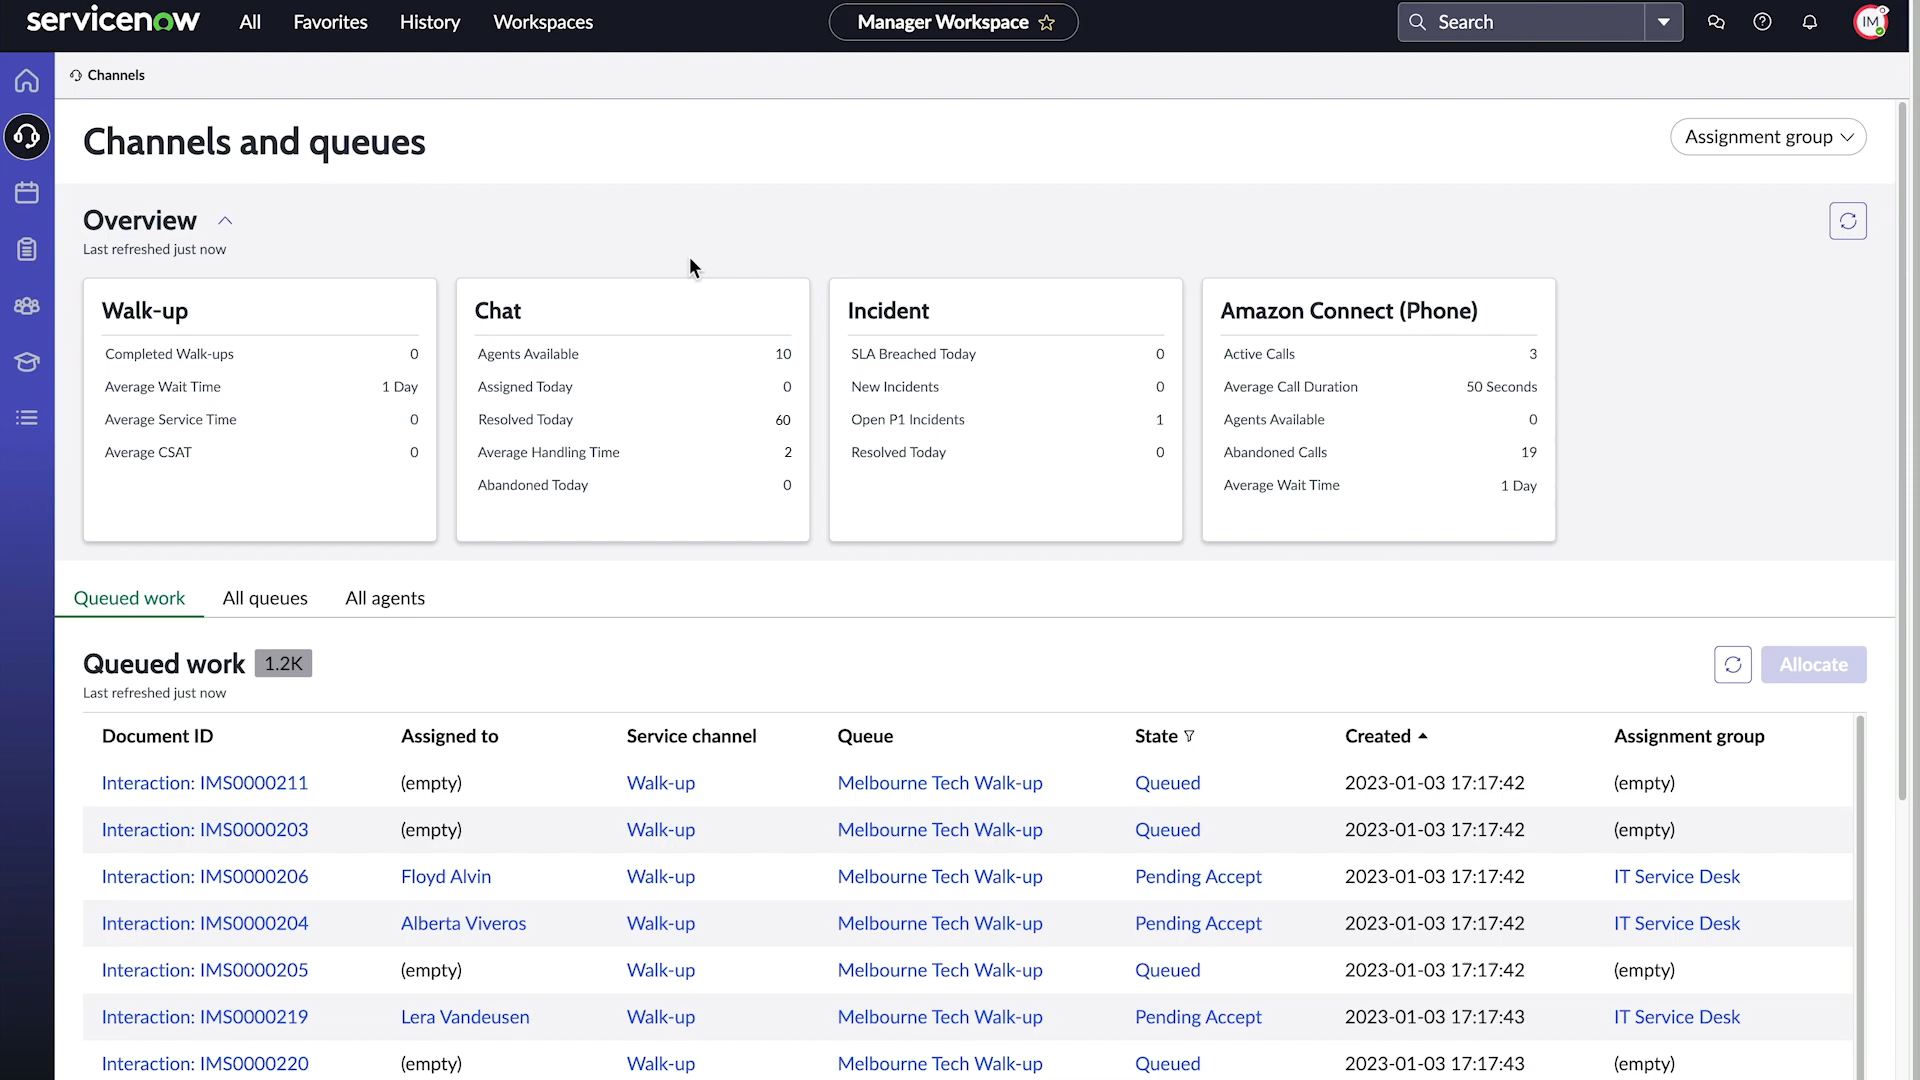 servicenow All Favorites History Workspaces Manager Workspace Search IM
Channels
Channels and queues Assignment group
Overview
Last refreshed just now
Walk-up
Completed Walk-ups 0
Average Wait Time 1 Day
Average Service Time 0
Average CSAT 0
Chat
Agents Available 10
Assigned Today 0
Resolved Today 60
Average Handling Time 2
Abandoned Today 0
Incident
SLA Breached Today 0
New Incidents 0
Open P1 Incidents 1
Resolved Today 0
Amazon Connect (Phone)
Active Calls 3
Average Call Duration 50 Seconds
Agents Available 0
Abandoned Calls 19
Average Wait Time 1 Day
Queued work All queues All agents
Queued work 1.2K Allocate
Last refreshed just now
Document ID Assigned to Service channel Queue State Created Assignment group
Interaction: IMS0000211 (empty) Walk-up Melbourne Tech Walk-up Queued 2023-01-03 17:17:42 (empty)
Interaction: IMS0000203 (empty) Walk-up Melbourne Tech Walk-up Queued 2023-01-03 17:17:42 (empty)
Interaction: IMS0000206 Floyd Alvin Walk-up Melbourne Tech Walk-up Pending Accept 2023-01-03 17:17:42 IT Service Desk
Interaction: IMS0000204 Alberta Viveros Walk-up Melbourne Tech Walk-up Pending Accept 2023-01-03 17:17:42 IT Service Desk
Interaction: IMS0000205 (empty) Walk-up Melbourne Tech Walk-up Queued 2023-01-03 17:17:42 (empty)
Interaction: IMS0000219 Lera Vandeusen Walk-up Melbourne Tech Walk-up Pending Accept 2023-01-03 17:17:43 IT Service Desk
Interaction: IMS0000220 (empty) Walk-up Melbourne Tech Walk-up Queued 2023-01-03 17:17:43 (empty)